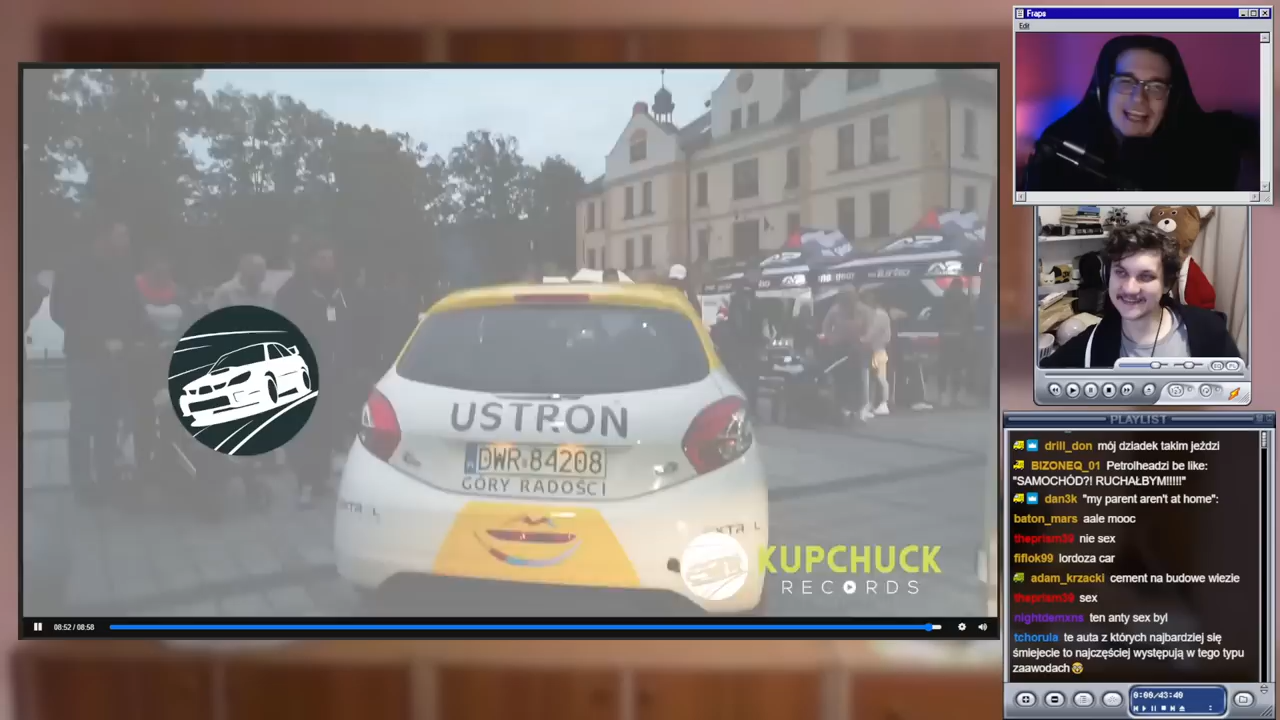 USTRON
DWR 84208
GÓRY RADOŚCI
KUPCHUCK
RECORDS
08:52 / 08:58
Fraps
Edit
PLAYLIST
drill_don mój dziadek takim jeździ
BIZONEQ_01 Petrolheadzi be like:
"SAMOCHÓD?! RUCHAŁBYM!!!!!"
dan3k "my parent aren't at home":
baton_mars aale mooc
theprism39 nie sex
fiflok99 lordoza car
adam_krzacki cement na budowe wiezie
theprism39 sex
nightdemxns ten anty sex byl
tchorula te auta z których najbardziej się
śmiejecie to najczęściej występują w tego typu
zaawodach
0:00/43:40